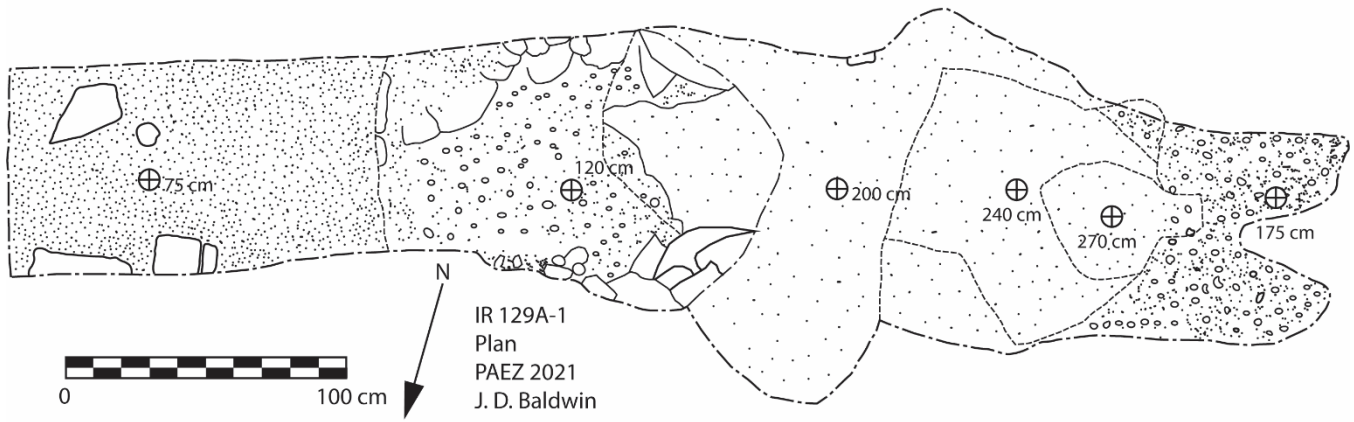 120 cm
75 cm
200 cm
240 cm
270 cm
175 cm
N
IR 129A-1
Plan
PAEZ 2021
J. D. Baldwin
0
100 cm